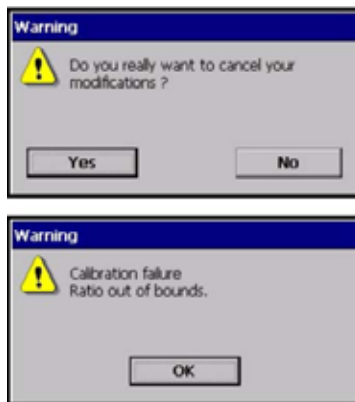 Warning
Do you really want to cancel your
modifications ?
Yes
No
Warning
Calibration failure
Ratio out of bounds.
OK